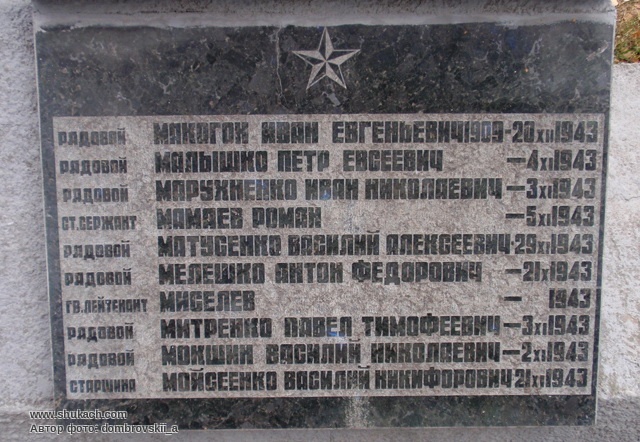 рядовой МАКОГОН ИВАН ЕВГЕНЬЕВИЧ 1909-20 XII 1943
рядовой МАЛЫШКО ПЕТР ЕВСЕЕВИЧ — 4 XI 1943
рядовой МАРУХНЕНКО ИВАН НИКОЛАЕВИЧ — 3 XI 1943
ст.сержант МАМАЕВ РОМАН — 5 XI 1943
рядовой МАТУСЕНКО ВАСИЛИЙ АЛЕКСЕЕВИЧ-29 XI 1943
рядовой МЕЛЕШКО АНТОН ФЕДОРОВИЧ — 21 X 1943
гв.лейтенант МИСЕЛЕВ — 1943
рядовой МИТРЕНКО ПАВЕЛ ТИМОФЕЕВИЧ — 3 XI 1943
рядовой МОКШИН ВАСИЛИЙ НИКОЛАЕВИЧ — 2 XI 1943
старшина МОЙСЕЕНКО ВАСИЛИЙ НИКИФОРОВИЧ 21 XI 1943
www.shukach.com
Автор фото: dombrovskii_a